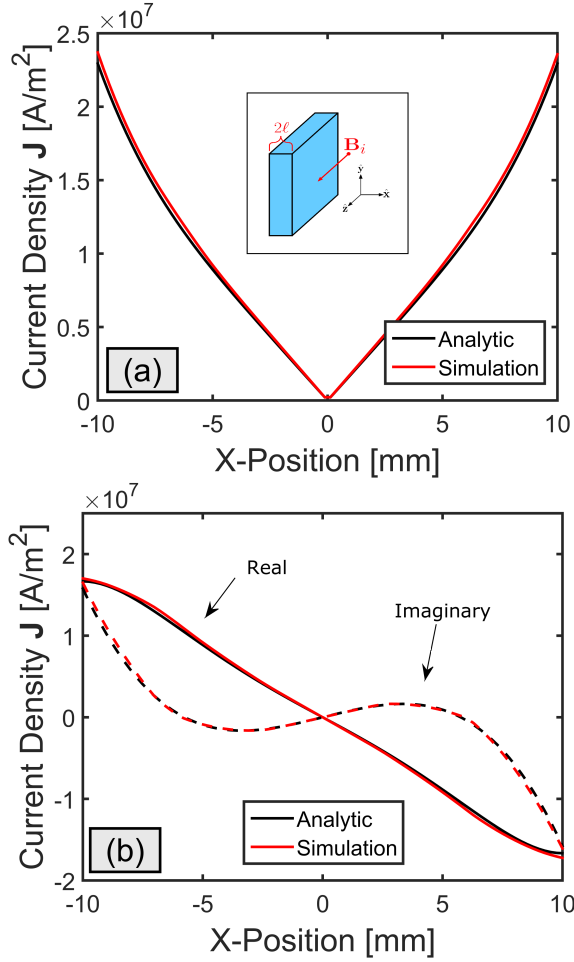 ×10⁷
2.5
2
1.5
1
0.5
0
Current Density J [A/m²]
2ℓ
B_i
ŷ
x̂
ẑ
Analytic
Simulation
(a)
-10 -5 0 5 10
X-Position [mm]
×10⁷
2
1
0
-1
-2
Current Density J [A/m²]
Real
Imaginary
Analytic
Simulation
(b)
-10 -5 0 5 10
X-Position [mm]